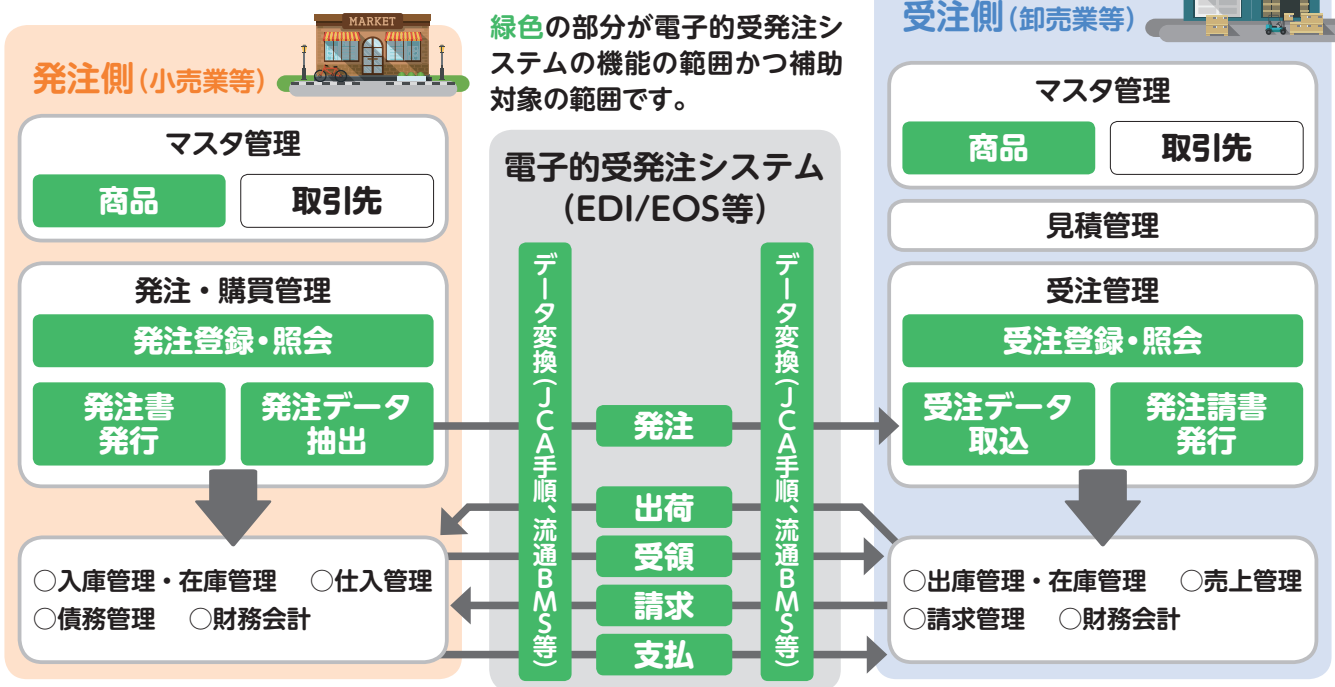 MARKET
発注側(小売業等)
マスタ管理
商品
取引先
発注・購買管理
発注登録・照会
発注書
発行
発注データ
抽出
○入庫管理・在庫管理 ○仕入管理
○債務管理 ○財務会計
緑色の部分が電子的受発注シ
ステムの機能の範囲かつ補助
対象の範囲です。
電子的受発注システム
(EDI/EOS等)
データ変換(JCA手順、流通BMS等)
発注
出荷
受領
請求
支払
データ変換(JCA手順、流通BMS等)
受注側(卸売業等)
マスタ管理
商品
取引先
見積管理
受注管理
受注登録・照会
受注データ
取込
発注請書
発行
○出庫管理・在庫管理 ○売上管理
○請求管理 ○財務会計